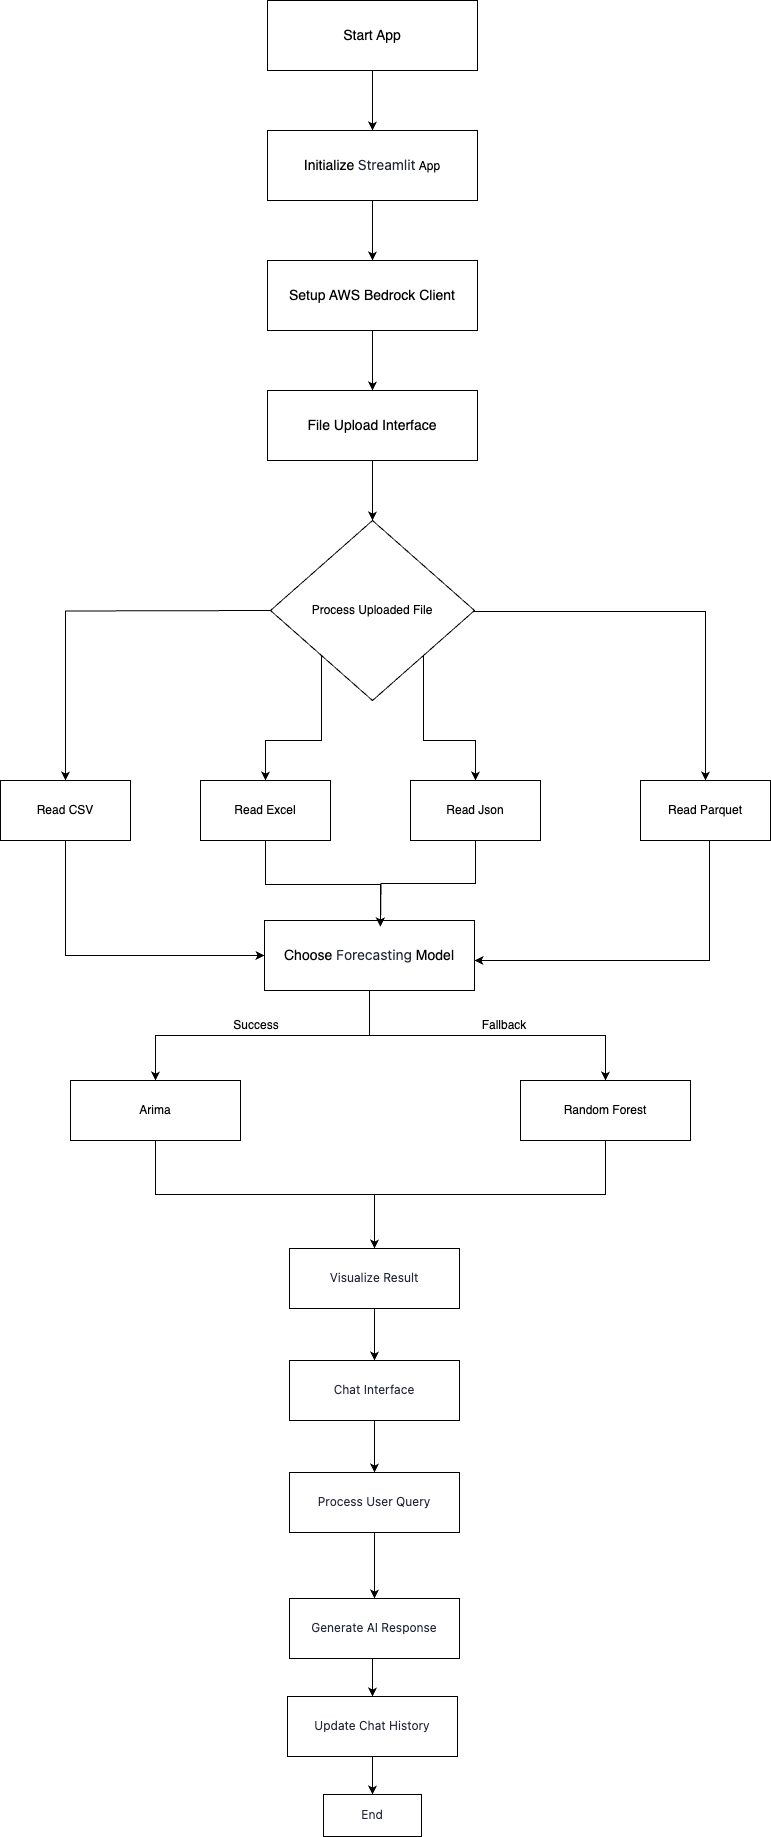 Start App
Initialize Streamlit App
Setup AWS Bedrock Client
File Upload Interface
Process Uploaded File
Read CSV
Read Excel
Read Json
Read Parquet
Choose Forecasting Model
Success
Fallback
Arima
Random Forest
Visualize Result
Chat Interface
Process User Query
Generate AI Response
Update Chat History
End